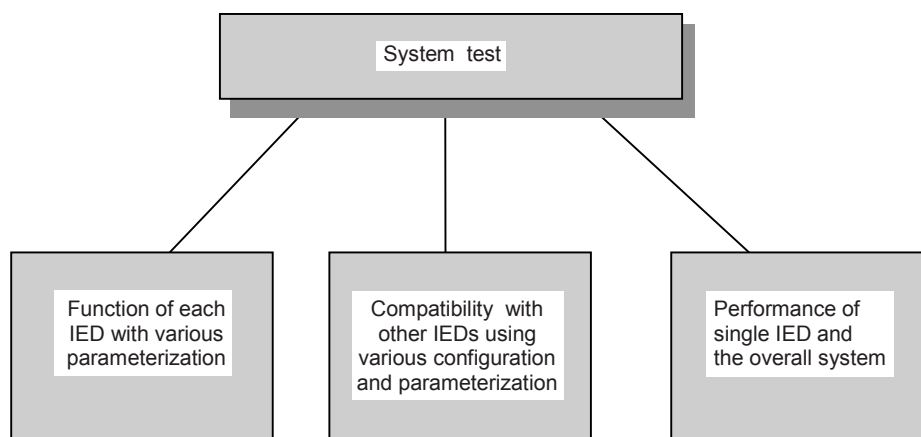 System test
Function of each
IED with various
parameterization
Compatibility with
other IEDs using
various configuration
and parameterization
Performance of
single IED and
the overall system